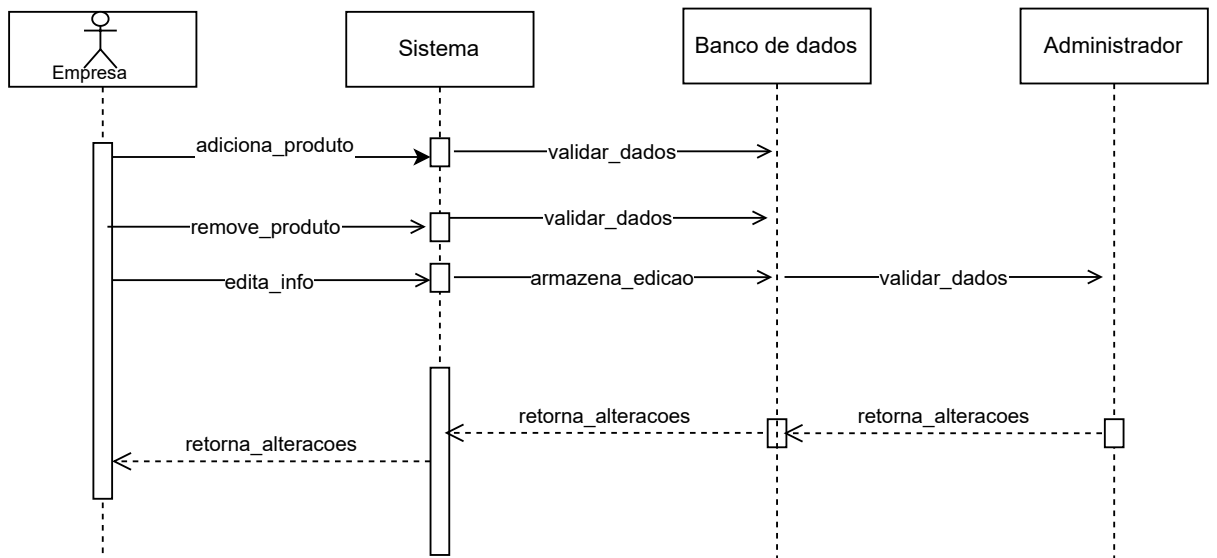 Empresa
Sistema
Banco de dados
Administrador
adiciona_produto
validar_dados
remove_produto
validar_dados
edita_info
armazena_edicao
validar_dados
retorna_alteracoes
retorna_alteracoes
retorna_alteracoes